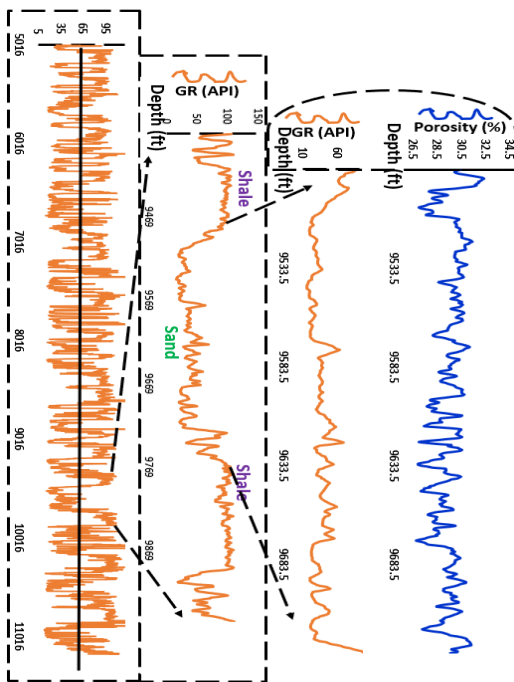 5 35 65 95
5016
6016
7016
8016
9016
10016
11016
GR (API)
0 50 100 150
Depth (ft)
9469
9569
9669
9769
9869
Shale
Sand
Shale
GR (API)
10 60
Depth (ft)
9533.5
9583.5
9633.5
9683.5
Porosity (%)
26.5 28.5 30.5 32.5 34.5
Depth (ft)
9533.5
9583.5
9633.5
9683.5